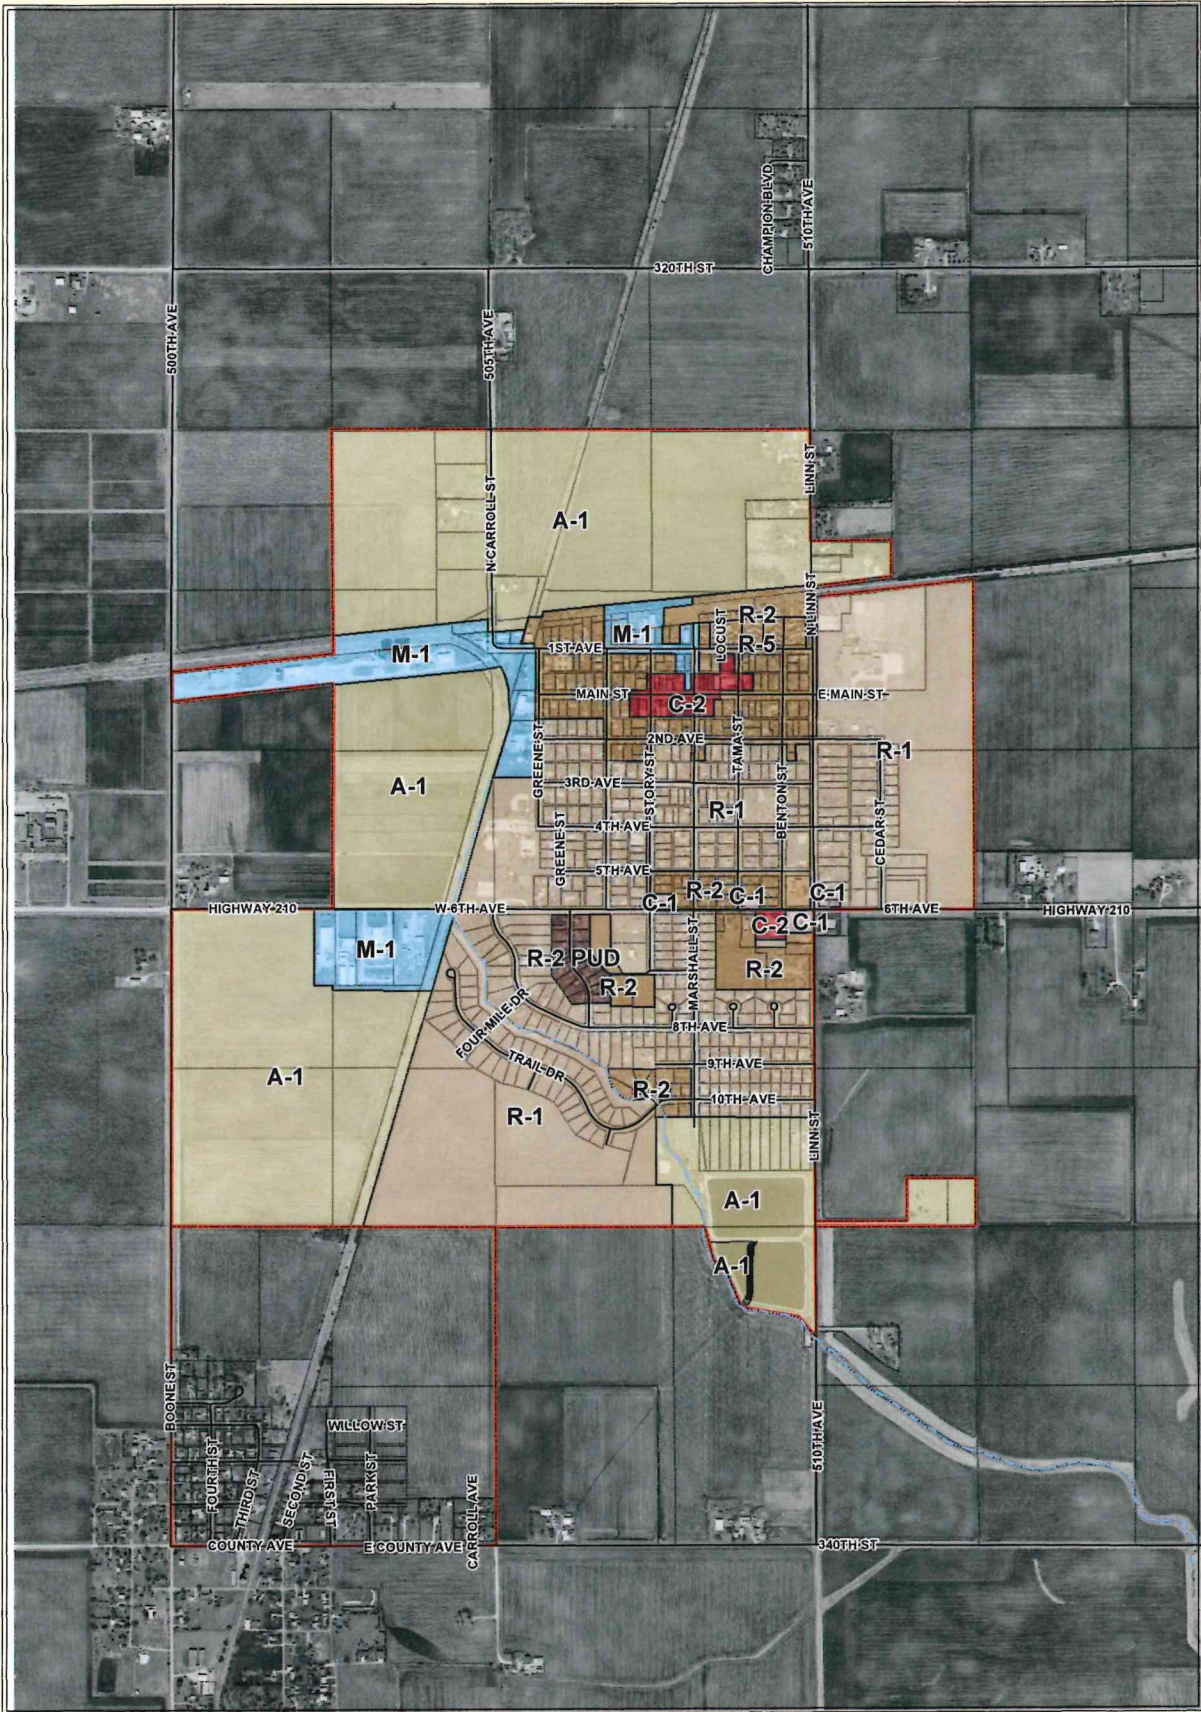 CHAMPION BLVD
510TH AVE
320TH ST
500TH AVE
505TH AVE
LINN ST
N CARROLL ST
A-1
N LINN ST
R-2
LOCUST
M-1
R-5
1ST AVE
M-1
MAIN ST
E MAIN ST
C-2
2ND AVE
TAMA ST
R-1
GREENE ST
STORY ST
3RD AVE
A-1
R-1
BENTON ST
4TH AVE
CEDAR ST
GREENE ST
5TH AVE
R-2
C-1
C-1
C-1
HIGHWAY 210
W 6TH AVE
6TH AVE
HIGHWAY 210
C-2
C-1
M-1
R-2 PUD
MARSHALL ST
R-2
R-2
FOUR MILE DR
8TH AVE
TRAIL DR
9TH AVE
A-1
R-2
10TH AVE
R-1
LINN ST
A-1
A-1
BOONE ST
WILLOW ST
510TH AVE
FOURTH ST
THIRD ST
SECOND ST
FIRST ST
PARK ST
CARROLL AVE
COUNTY AVE
E COUNTY AVE
340TH ST